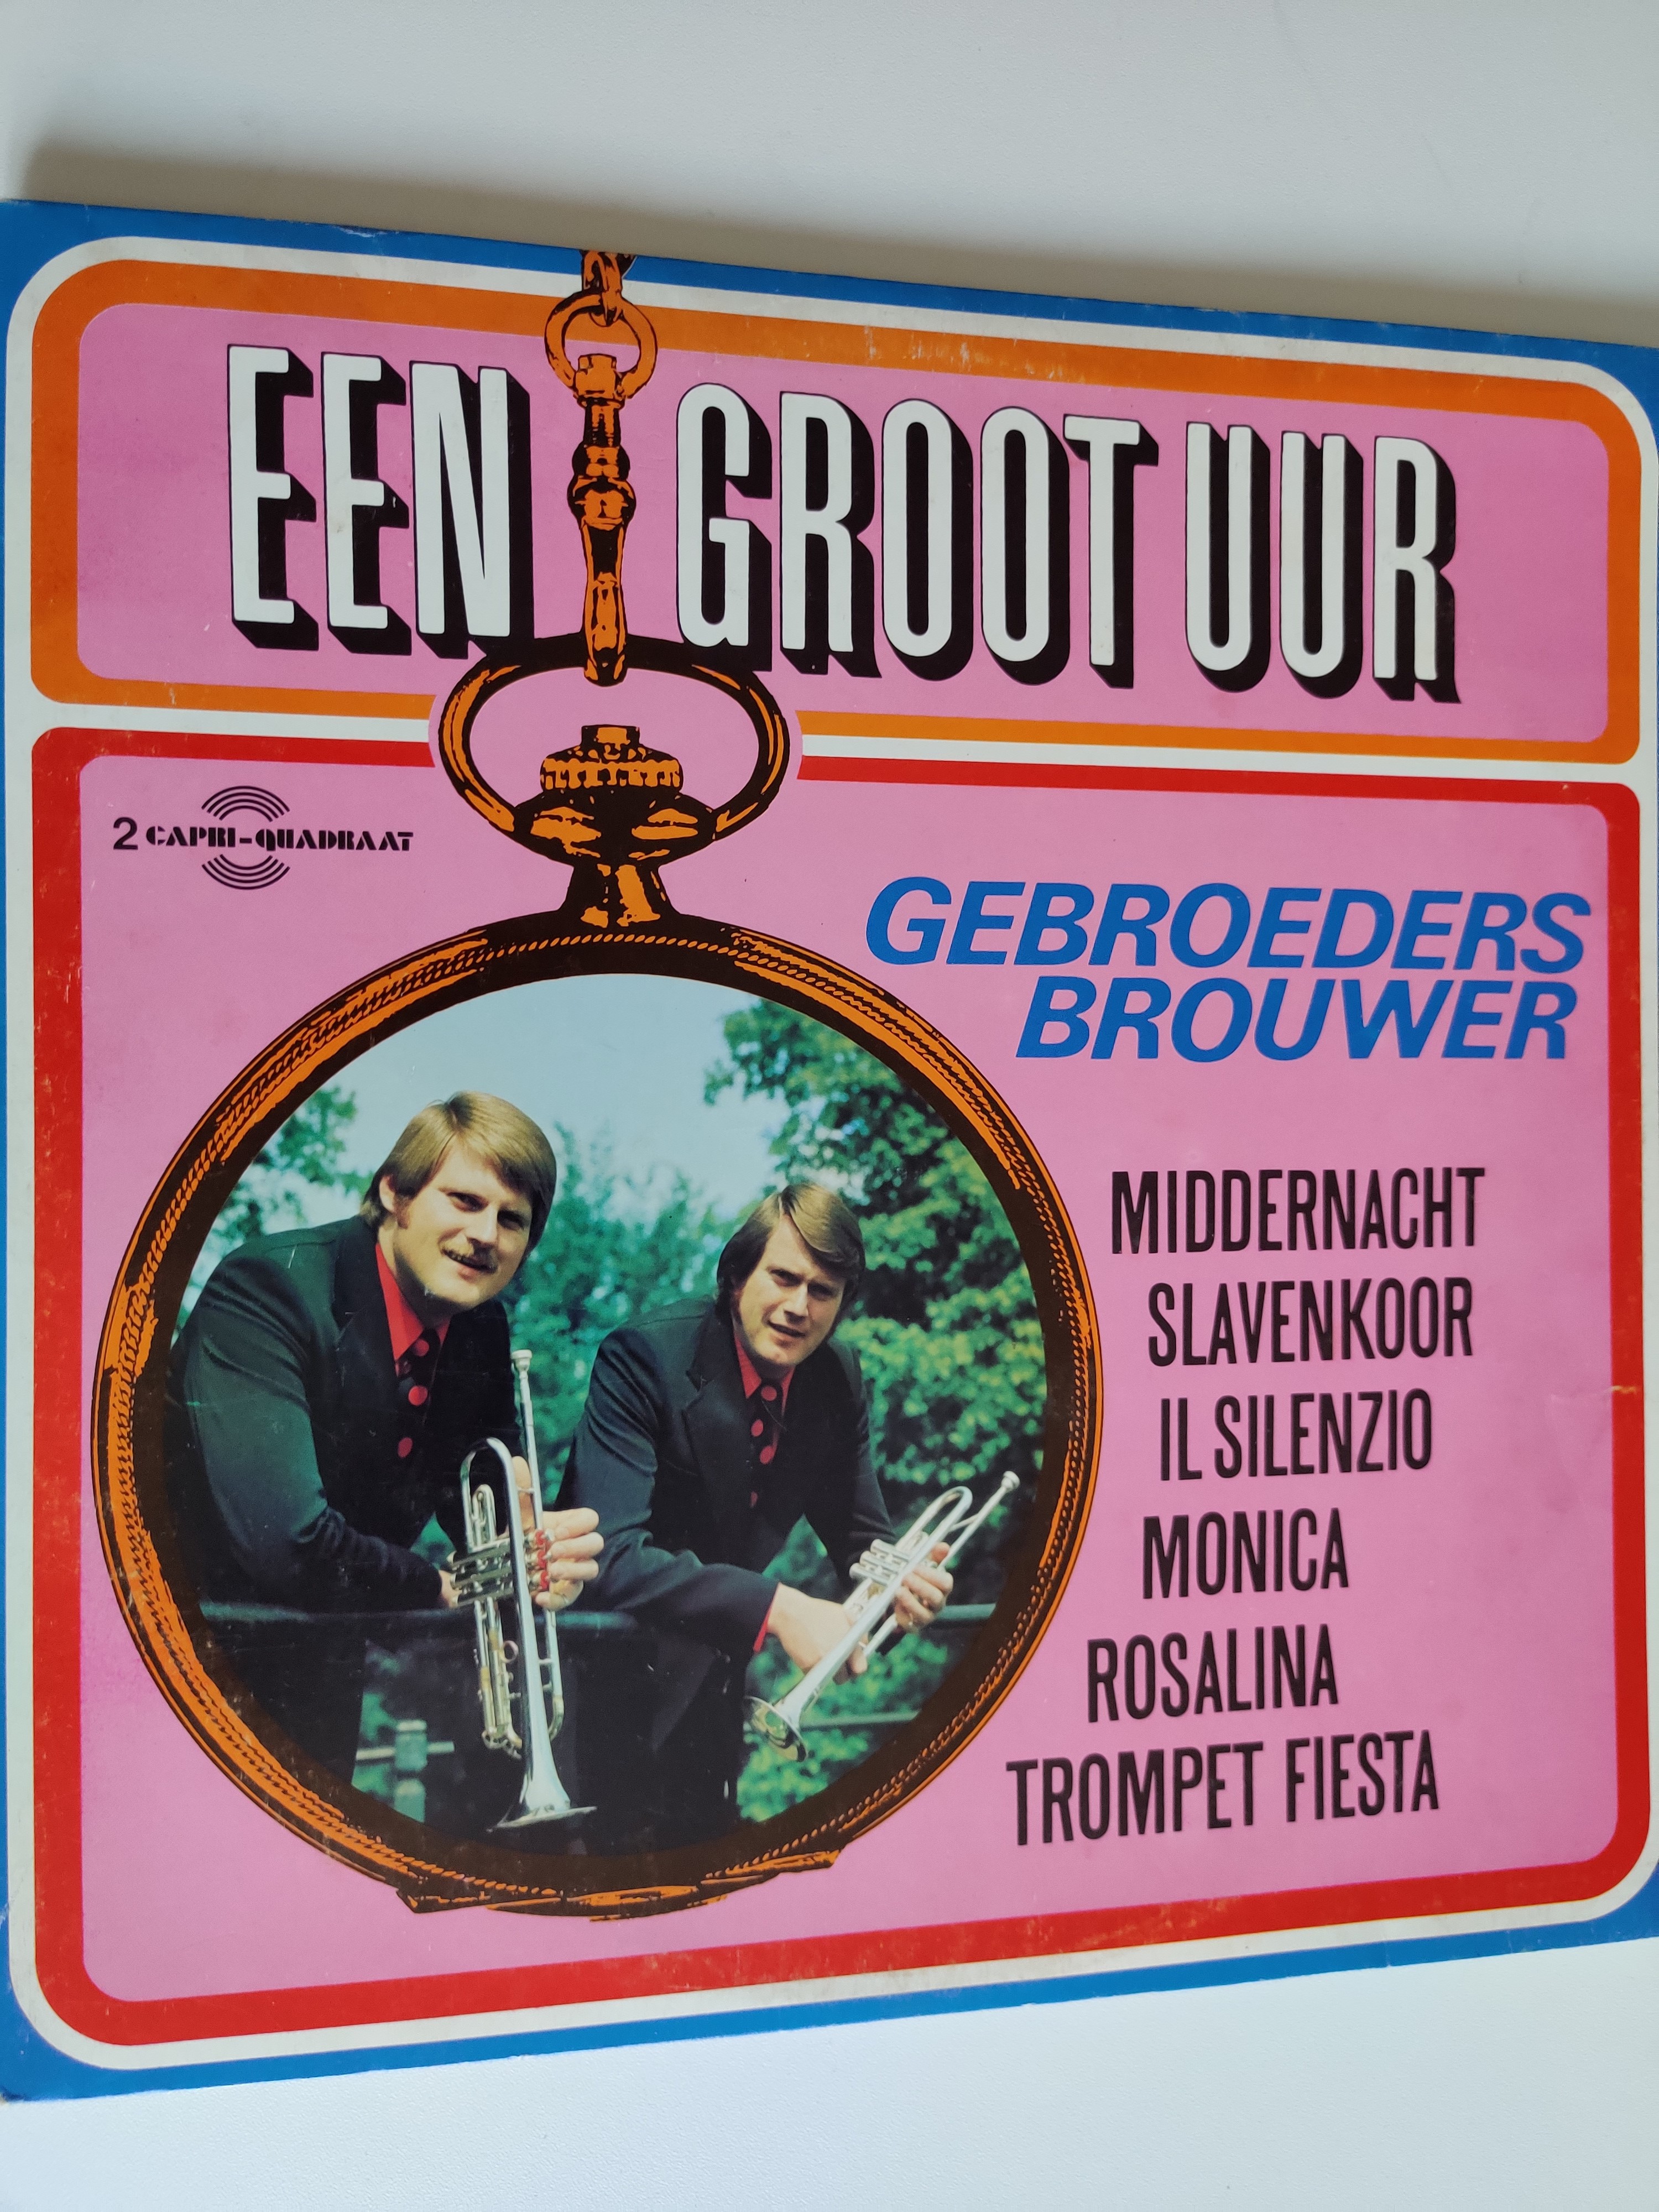 EEN GROOT UUR
2 CAPRI-QUADRAAT
GEBROEDERS
BROUWER
MIDDERNACHT
SLAVENKOOR
IL SILENZIO
MONICA
ROSALINA
TROMPET FIESTA